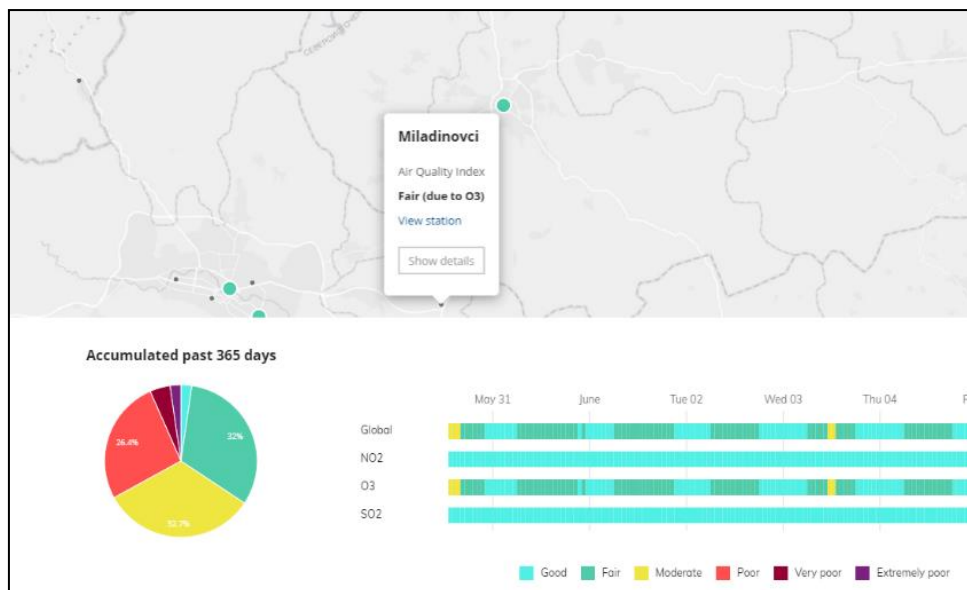 Miladinovci
Air Quality Index
Fair (due to O3)
View station
Show details
Accumulated past 365 days
32%
26.4%
May 31 June Tue 02 Wed 03 Thu 04
Global
NO2
O3
SO2
Good Fair Moderate Poor Very poor Extremely poor